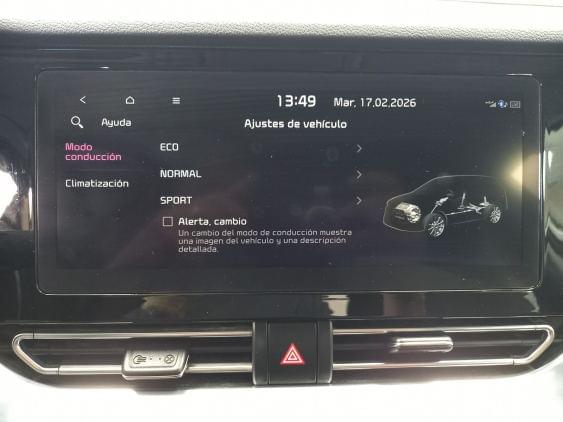 13:49 Mar, 17.02.2026
Ayuda Ajustes de vehículo
Modo
conducción
Climatización
ECO
NORMAL
SPORT
Alerta, cambio
Un cambio del modo de conducción muestra
una imagen del vehículo y una descripción
detallada.